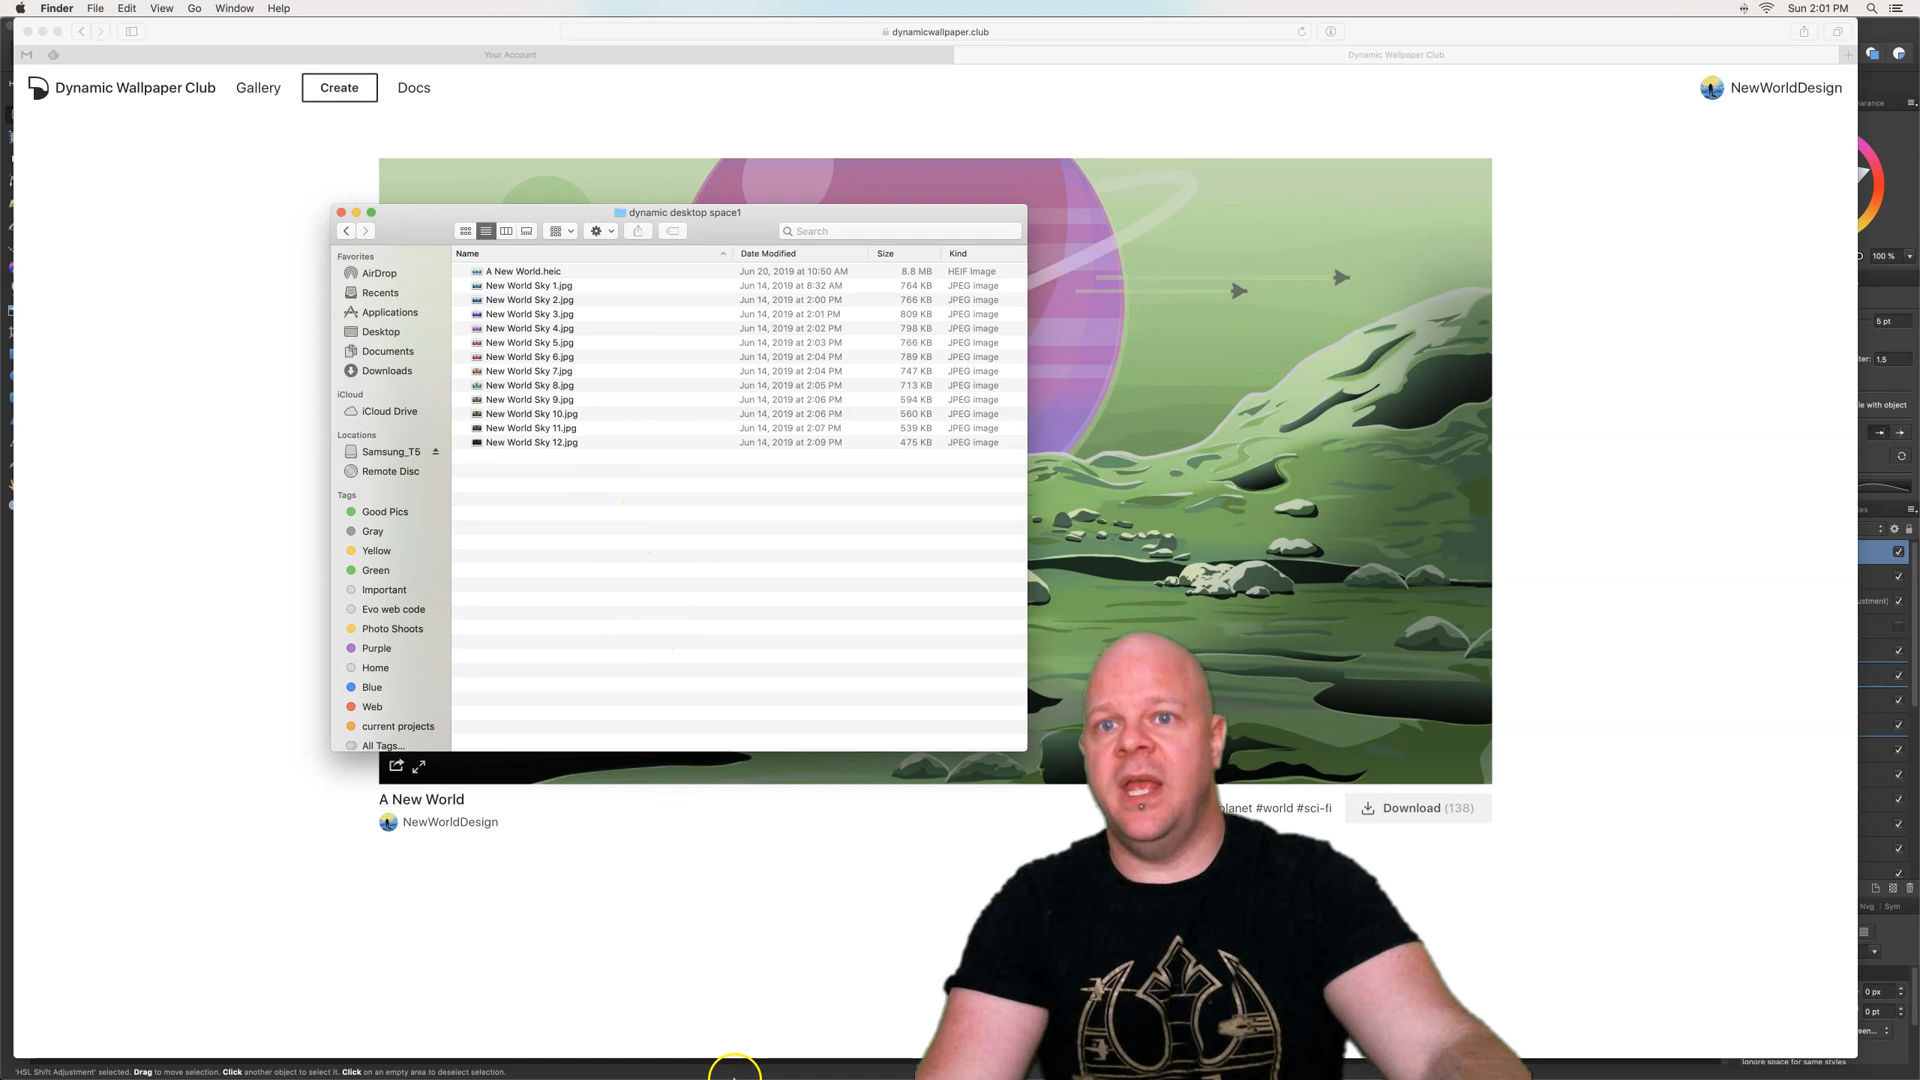 Finder File Edit View Go Window Help
Sun 2:01 PM
dynamicwallpaper.club
Your Account
Dynamic Wallpaper Club
Dynamic Wallpaper Club Gallery Create Docs
NewWorldDesign
dynamic desktop space1
Search
Favorites
AirDrop
Recents
Applications
Desktop
Documents
Downloads
iCloud
iCloud Drive
Locations
Samsung_T5
Remote Disc
Tags
Good Pics
Gray
Yellow
Green
Important
Evo web code
Photo Shoots
Purple
Home
Blue
Web
current projects
All Tags...
Name Date Modified Size Kind
A New World.heic Jun 20, 2019 at 10:50 AM 8.8 MB HEIF Image
New World Sky 1.jpg Jun 14, 2019 at 8:32 AM 764 KB JPEG image
New World Sky 2.jpg Jun 14, 2019 at 2:00 PM 766 KB JPEG image
New World Sky 3.jpg Jun 14, 2019 at 2:01 PM 809 KB JPEG image
New World Sky 4.jpg Jun 14, 2019 at 2:02 PM 798 KB JPEG image
New World Sky 5.jpg Jun 14, 2019 at 2:03 PM 766 KB JPEG image
New World Sky 6.jpg Jun 14, 2019 at 2:04 PM 789 KB JPEG image
New World Sky 7.jpg Jun 14, 2019 at 2:04 PM 747 KB JPEG image
New World Sky 8.jpg Jun 14, 2019 at 2:05 PM 713 KB JPEG image
New World Sky 9.jpg Jun 14, 2019 at 2:06 PM 594 KB JPEG image
New World Sky 10.jpg Jun 14, 2019 at 2:06 PM 560 KB JPEG image
New World Sky 11.jpg Jun 14, 2019 at 2:07 PM 539 KB JPEG image
New World Sky 12.jpg Jun 14, 2019 at 2:09 PM 475 KB JPEG image
A New World
NewWorldDesign
planet #world #sci-fi
Download (138)
100 %
5 pt
1.5
le with object
Nvg Sym
0 px
0 pt
Ignore space for same styles
'HSL Shift Adjustment' selected. Drag to move selection. Click another object to select it. Click on an empty area to deselect selection.